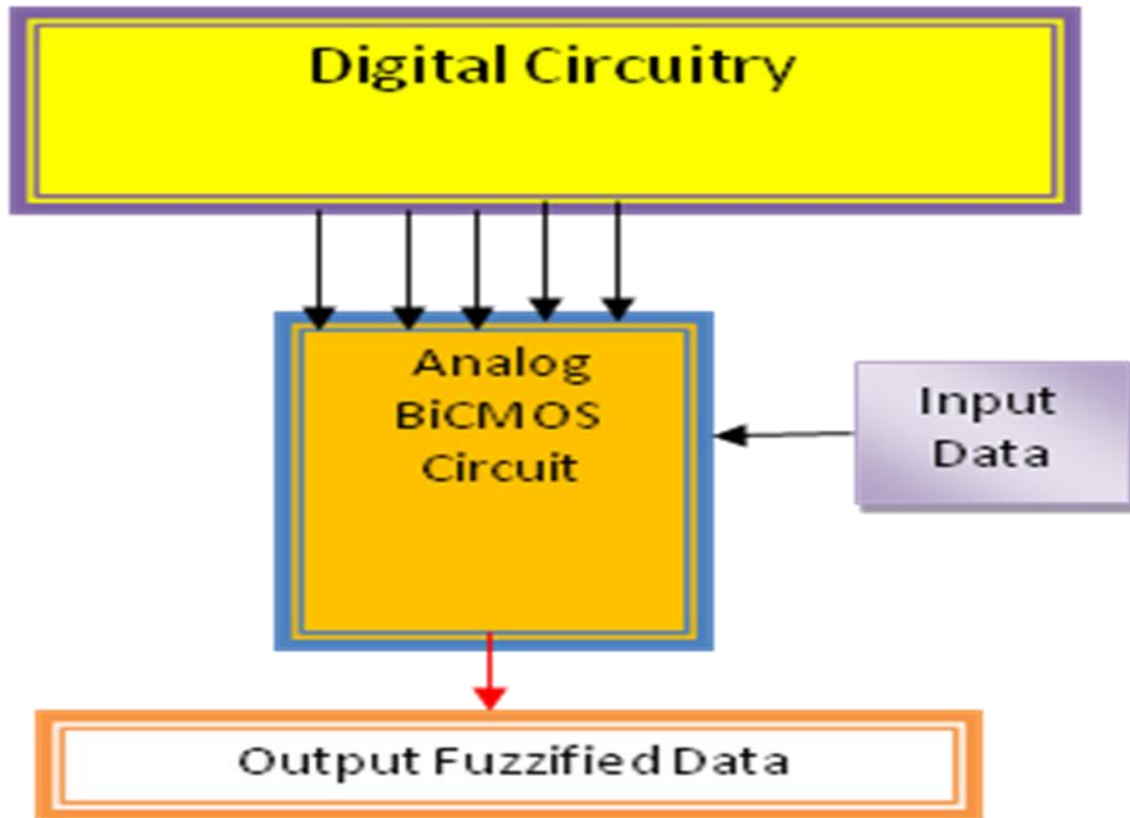 Digital Circuitry
Analog
BiCMOS
Circuit
Input
Data
Output Fuzzified Data